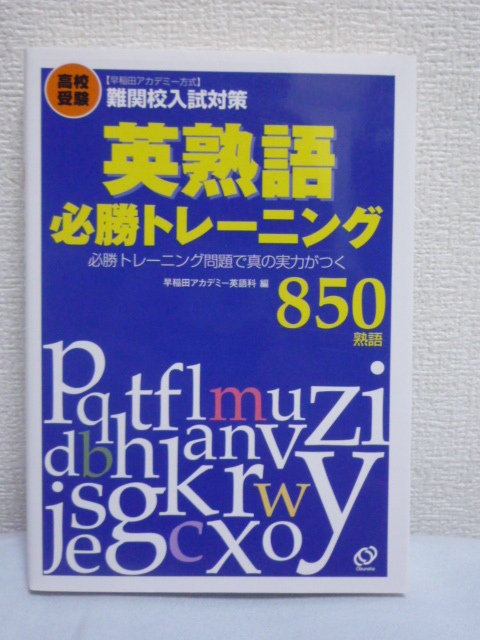 高校
受験
【早稲田アカデミー方式】
難関校入試対策
英熟語
必勝トレーニング
必勝トレーニング問題で真の実力がつく
早稲田アカデミー英語科 編
850
熟語
pqtflmuzi
dbhlanv
jsgkrwy
jegcxo
Obunsha